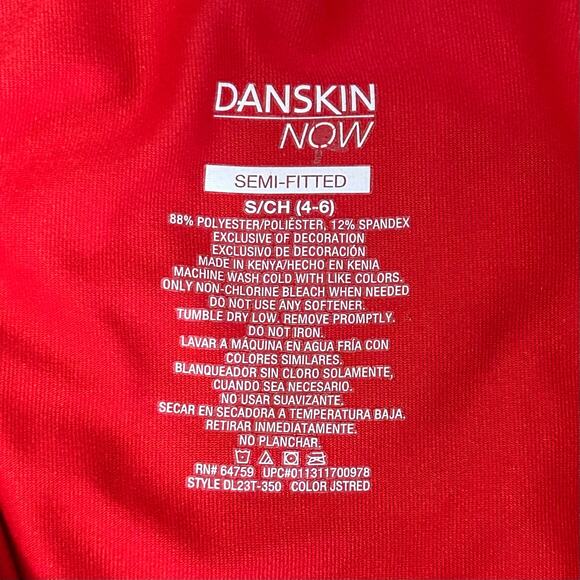 DANSKIN
NOW
SEMI-FITTED
S/CH (4-6)
88% POLYESTER/POLIÉSTER, 12% SPANDEX
EXCLUSIVE OF DECORATION
EXCLUSIVO DE DECORACIÓN
MADE IN KENYA/HECHO EN KENIA
MACHINE WASH COLD WITH LIKE COLORS.
ONLY NON-CHLORINE BLEACH WHEN NEEDED
DO NOT USE ANY SOFTENER.
TUMBLE DRY LOW. REMOVE PROMPTLY.
DO NOT IRON.
LAVAR A MÁQUINA EN AGUA FRÍA CON
COLORES SIMILARES.
BLANQUEADOR SIN CLORO SOLAMENTE,
CUANDO SEA NECESARIO.
NO USAR SUAVIZANTE.
SECAR EN SECADORA A TEMPERATURA BAJA.
RETIRAR INMEDIATAMENTE.
NO PLANCHAR.
RN# 64759 UPC#011311700978
STYLE DL23T-350 COLOR JSTRED